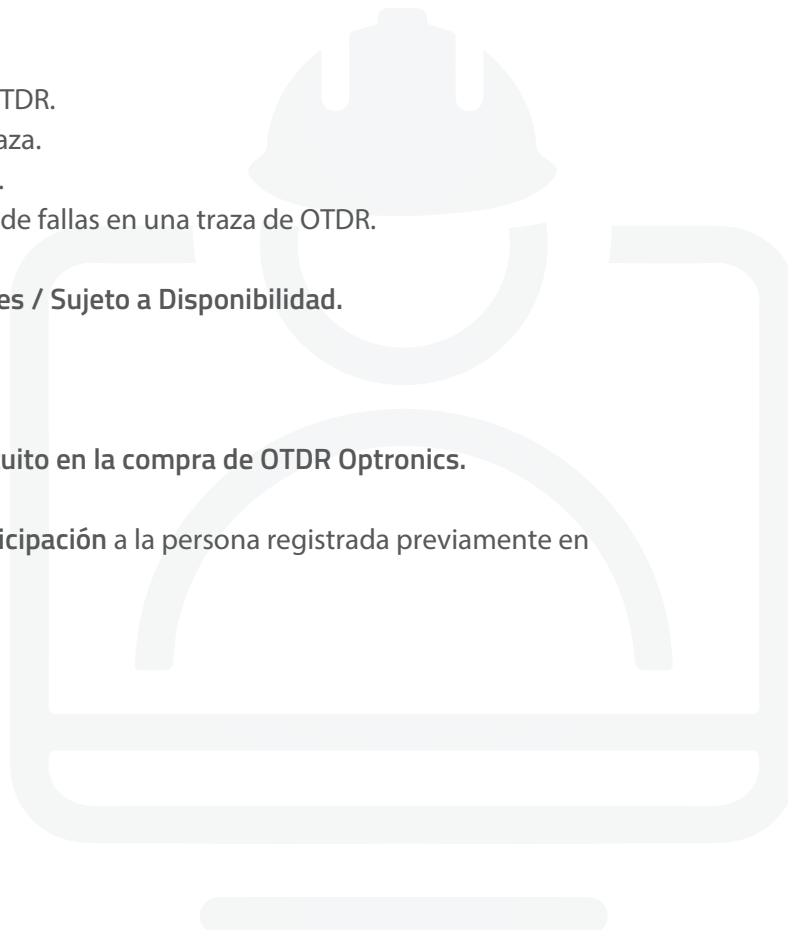 TDR.
aza.
.
de fallas en una traza de OTDR.
es / Sujeto a Disponibilidad.
uito en la compra de OTDR Optronics.
icipación a la persona registrada previamente en